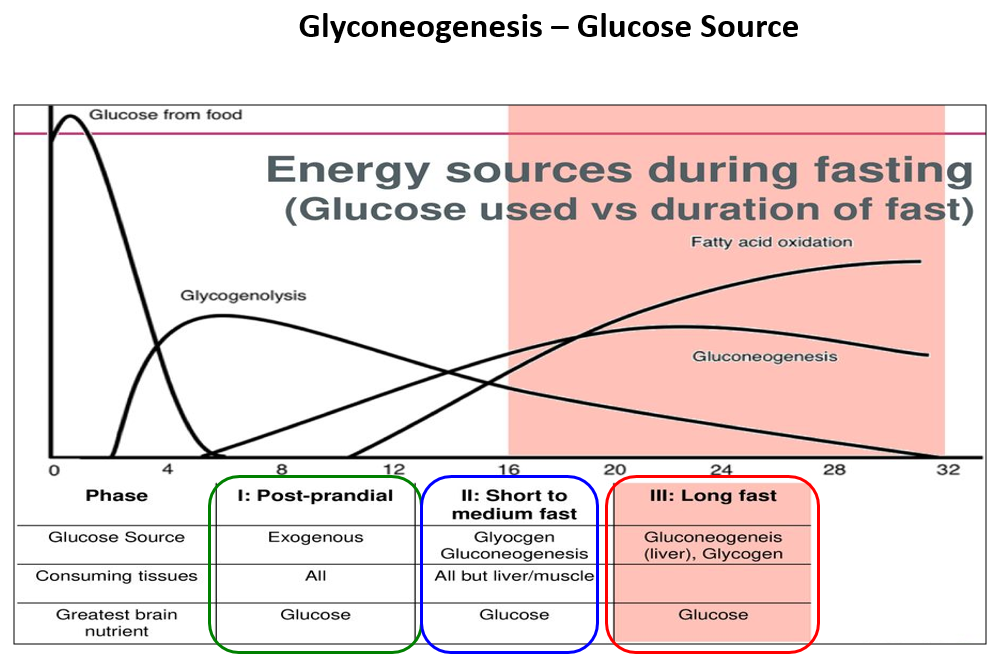 Glyconeogenesis – Glucose Source
Glucose from food
Energy sources during fasting
(Glucose used vs duration of fast)
Fatty acid oxidation
Glycogenolysis
Gluconeogenesis
0 4 8 12 16 20 24 28 32
Phase I: Post-prandial II: Short to III: Long fast
medium fast
Glucose Source Exogenous Glyocgen Gluconeogeneis
Gluconeogenesis (liver), Glycogen
Consuming tissues All All but liver/muscle
Greatest brain Glucose Glucose Glucose
nutrient